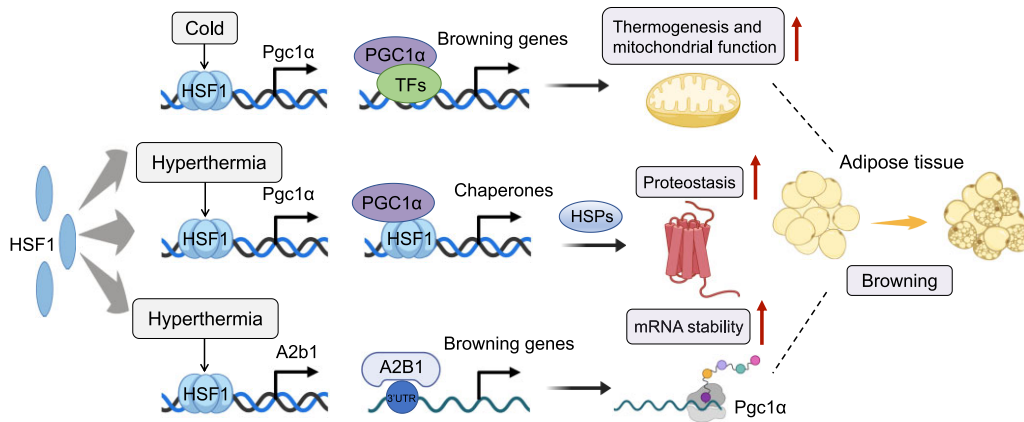 Cold
Pgc1α
HSF1
PGC1α
TFs
Browning genes
Thermogenesis and
mitochondrial function
HSF1
Hyperthermia
Pgc1α
HSF1
PGC1α
HSF1
Chaperones
HSPs
Proteostasis
Adipose tissue
Browning
Hyperthermia
A2b1
HSF1
A2B1
3'UTR
Browning genes
mRNA stability
Pgc1α